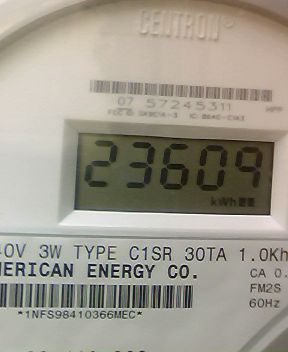 CENTRON
07 57245311
23609
kWh
40V 3W TYPE C1SR 30TA 1.0Kh
MERICAN ENERGY CO.
CA 0.
FM2S
60Hz
*1NFS98410366MEC*